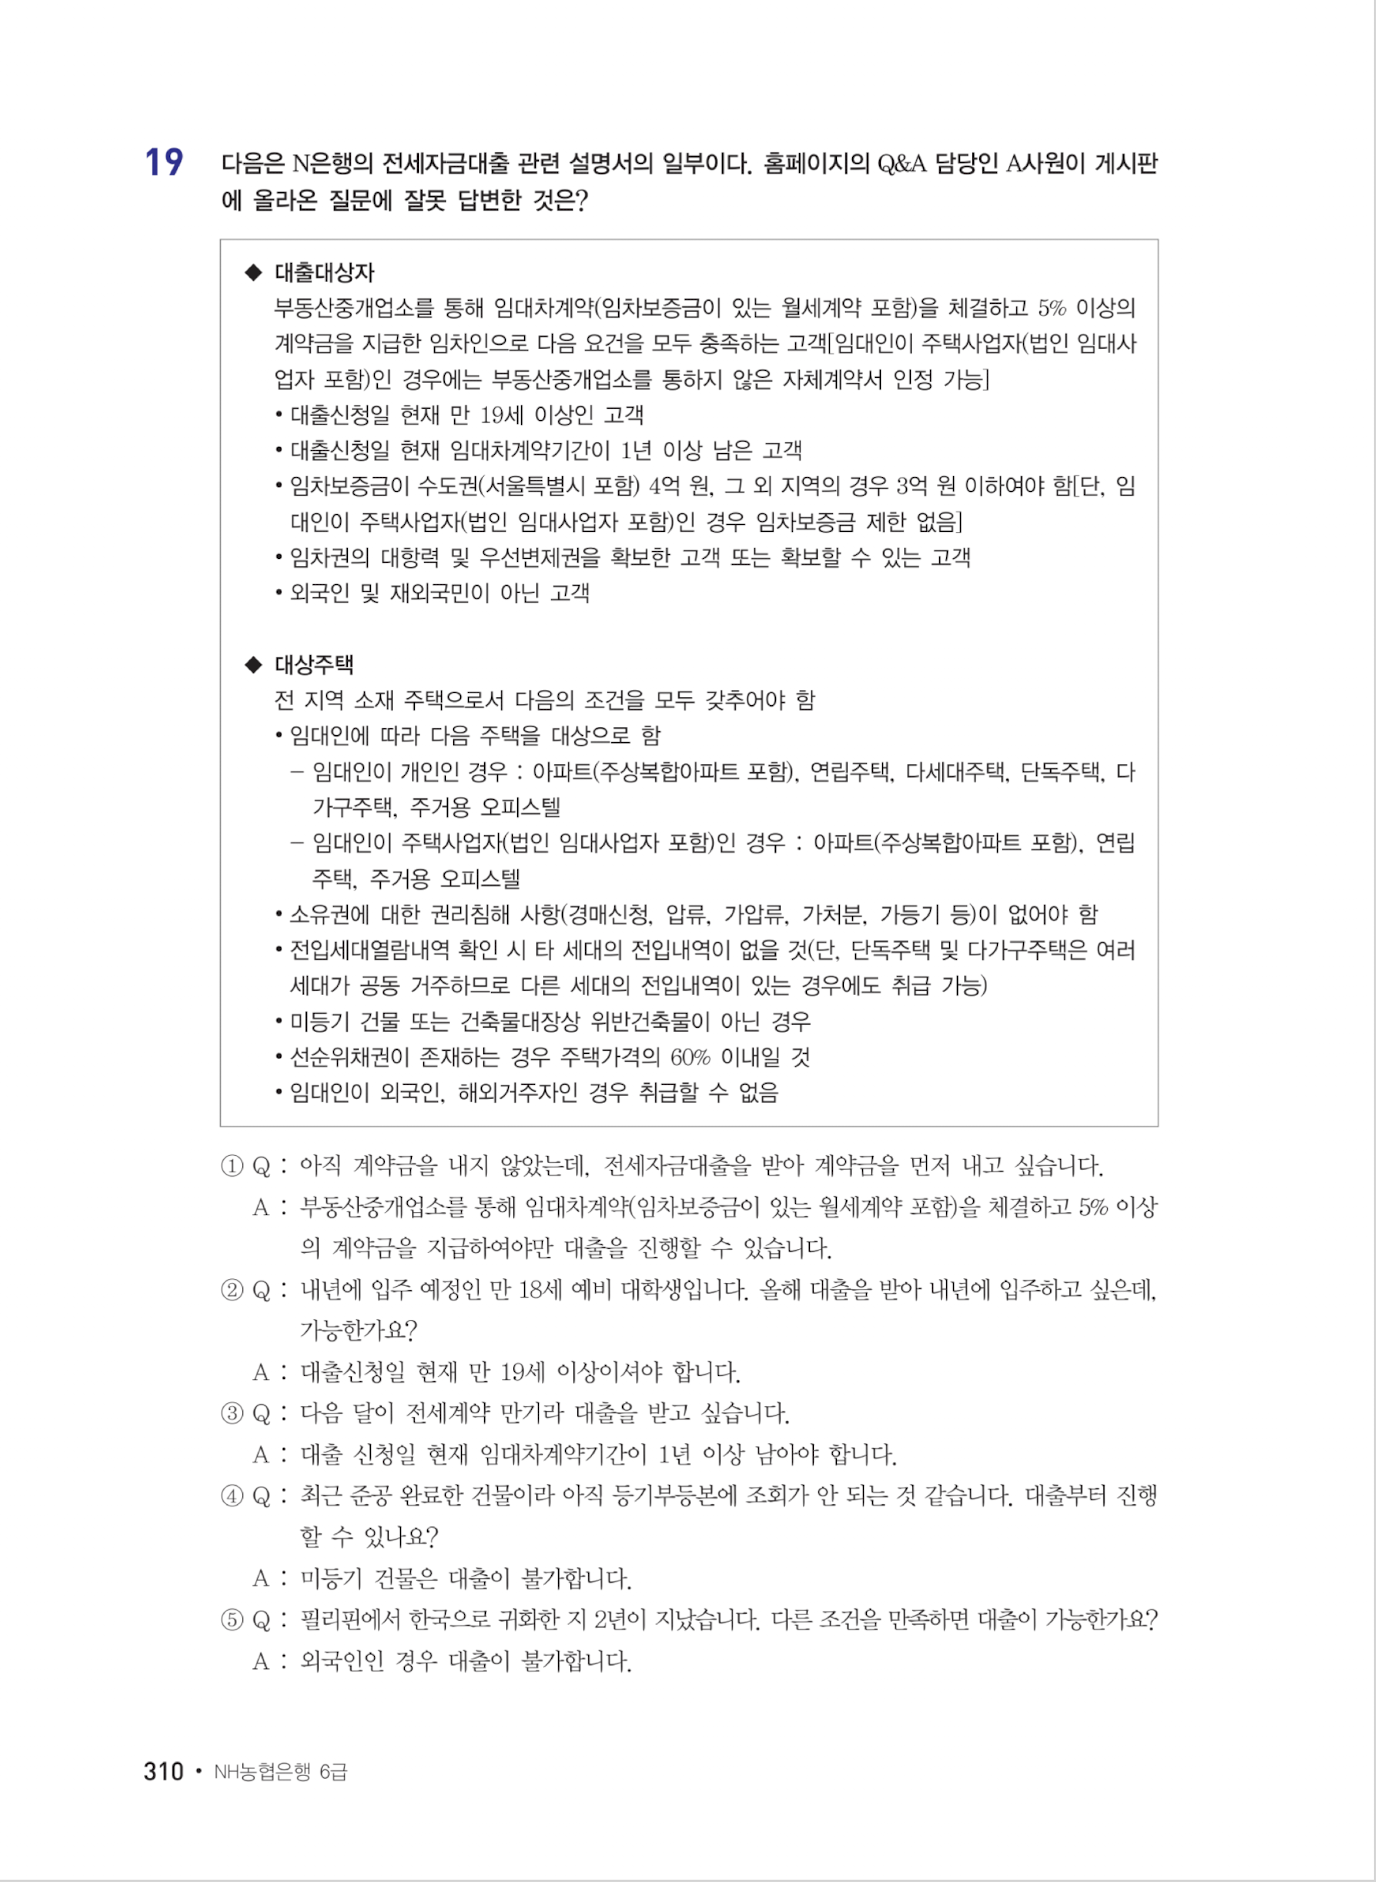 19 다음은 N은행의 전세자금대출 관련 설명서의 일부이다. 홈페이지의 Q&A 담당인 A사원이 게시판
에 올라온 질문에 잘못 답변한 것은?
◆ 대출대상자
부동산중개업소를 통해 임대차계약(임차보증금이 있는 월세계약 포함)을 체결하고 5% 이상의
계약금을 지급한 임차인으로 다음 요건을 모두 충족하는 고객[임대인이 주택사업자(법인 임대사
업자 포함)인 경우에는 부동산중개업소를 통하지 않은 자체계약서 인정 가능]
• 대출신청일 현재 만 19세 이상인 고객
• 대출신청일 현재 임대차계약기간이 1년 이상 남은 고객
• 임차보증금이 수도권(서울특별시 포함) 4억 원, 그 외 지역의 경우 3억 원 이하여야 함[단, 임
대인이 주택사업자(법인 임대사업자 포함)인 경우 임차보증금 제한 없음]
• 임차권의 대항력 및 우선변제권을 확보한 고객 또는 확보할 수 있는 고객
• 외국인 및 재외국민이 아닌 고객
◆ 대상주택
전 지역 소재 주택으로서 다음의 조건을 모두 갖추어야 함
• 임대인에 따라 다음 주택을 대상으로 함
– 임대인이 개인인 경우 : 아파트(주상복합아파트 포함), 연립주택, 다세대주택, 단독주택, 다
가구주택, 주거용 오피스텔
– 임대인이 주택사업자(법인 임대사업자 포함)인 경우 : 아파트(주상복합아파트 포함), 연립
주택, 주거용 오피스텔
• 소유권에 대한 권리침해 사항(경매신청, 압류, 가압류, 가처분, 가등기 등)이 없어야 함
• 전입세대열람내역 확인 시 타 세대의 전입내역이 없을 것(단, 단독주택 및 다가구주택은 여러
세대가 공동 거주하므로 다른 세대의 전입내역이 있는 경우에도 취급 가능)
• 미등기 건물 또는 건축물대장상 위반건축물이 아닌 경우
• 선순위채권이 존재하는 경우 주택가격의 60% 이내일 것
• 임대인이 외국인, 해외거주자인 경우 취급할 수 없음
① Q : 아직 계약금을 내지 않았는데, 전세자금대출을 받아 계약금을 먼저 내고 싶습니다.
A : 부동산중개업소를 통해 임대차계약(임차보증금이 있는 월세계약 포함)을 체결하고 5% 이상
의 계약금을 지급하여야만 대출을 진행할 수 있습니다.
② Q : 내년에 입주 예정인 만 18세 예비 대학생입니다. 올해 대출을 받아 내년에 입주하고 싶은데,
가능한가요?
A : 대출신청일 현재 만 19세 이상이셔야 합니다.
③ Q : 다음 달이 전세계약 만기라 대출을 받고 싶습니다.
A : 대출 신청일 현재 임대차계약기간이 1년 이상 남아야 합니다.
④ Q : 최근 준공 완료한 건물이라 아직 등기부등본에 조회가 안 되는 것 같습니다. 대출부터 진행
할 수 있나요?
A : 미등기 건물은 대출이 불가합니다.
⑤ Q : 필리핀에서 한국으로 귀화한 지 2년이 지났습니다. 다른 조건을 만족하면 대출이 가능한가요?
A : 외국인인 경우 대출이 불가합니다.
310 • NH농협은행 6급